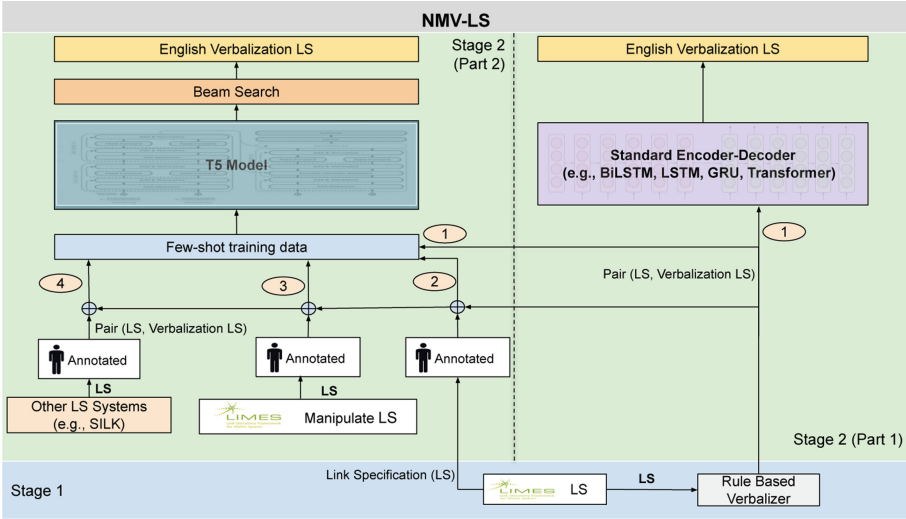 NMV-LS
English Verbalization LS
Stage 2
(Part 2)
English Verbalization LS
Beam Search
T5 Model
Standard Encoder-Decoder
(e.g., BiLSTM, LSTM, GRU, Transformer)
Few-shot training data
1
1
4
3
2
Pair (LS, Verbalization LS)
Pair (LS, Verbalization LS)
Annotated
Annotated
Annotated
LS
LS
Other LS Systems
(e.g., SILK)
LIMES
Manipulate LS
Stage 2 (Part 1)
Link Specification (LS)
Stage 1
LIMES
LS
LS
Rule Based
Verbalizer